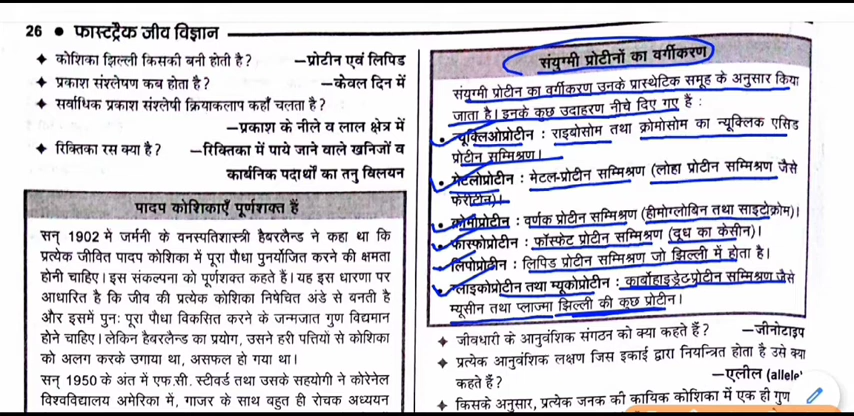 26 ● फास्टट्रैक जीव विज्ञान
✦ कोशिका झिल्ली किसकी बनी होती है? –प्रोटीन एवं लिपिड
✦ प्रकाश संश्लेषण कब होता है? –केवल दिन में
✦ सर्वाधिक प्रकाश संश्लेषी क्रियाकलाप कहाँ चलता है?
–प्रकाश के नीले व लाल क्षेत्र में
✦ रिक्तिका रस क्या है? –रिक्तिका में पाये जाने वाले खनिजों व
कार्बनिक पदार्थों का तनु विलयन
पादप कोशिकाएँ पूर्णशक्त हैं
सन् 1902 मे जर्मनी के वनस्पतिशास्त्री हैबरलैन्ड ने कहा था कि
प्रत्येक जीवित पादप कोशिका में पूरा पौधा पुनर्योजित करने की क्षमता
होनी चाहिए। इस संकल्पना को पूर्णशक्त कहते हैं। यह इस धारणा पर
आधारित है कि जीव की प्रत्येक कोशिका निषेचित अंडे से बनती है
और इसमें पुनः पूरा पौधा विकसित करने के जन्मजात गुण विद्यमान
होने चाहिए। लेकिन हैबरलैन्ड का प्रयोग, उसने हरी पत्तियों से कोशिका
को अलग करके उगाया था, असफल हो गया था।
सन् 1950 के अंत में एफ.सी. स्टीवर्ड तथा उसके सहयोगी ने कोरेनेल
विश्वविद्यालय अमेरिका में, गाजर के साथ बहुत ही रोचक अध्ययन
संयुग्मी प्रोटीनों का वर्गीकरण
संयुग्मी प्रोटीन का वर्गीकरण उनके प्रास्थेटिक समूह के अनुसार किया
जाता है। इनके कुछ उदाहरण नीचे दिए गए हैं :
• न्यूक्लिओप्रोटीन : राइबोसोम तथा क्रोमोसोम का न्यूक्लिक एसिड
प्रोटीन सम्मिश्रण।
• मेटलोप्रोटीन : मेटल-प्रोटीन सम्मिश्रण (लोहा प्रोटीन सम्मिश्रण जैसे
फेरीटीन)।
• क्रोमोप्रोटीन : वर्णक प्रोटीन सम्मिश्रण (हीमोग्लोबिन तथा साइटोक्रोम)।
• फास्फोप्रोटीन : फॉस्फेट प्रोटीन सम्मिश्रण (दूध का केसीन)।
• लिपोप्रोटीन : लिपिड प्रोटीन सम्मिश्रण जो झिल्ली में होता है।
• ग्लाइकोप्रोटीन तथा म्यूकोप्रोटीन : कार्बोहाइड्रेट प्रोटीन सम्मिश्रण जैसे
म्यूसीन तथा प्लाज्मा झिल्ली की कुछ प्रोटीन।
✦ जीवधारी के आनुवंशिक संगठन को क्या कहते हैं? –जीनोटाइप
✦ प्रत्येक आनुवंशिक लक्षण जिस इकाई द्वारा नियन्त्रित होता है उसे क्या
कहते हैं? –एलील (allele)
✦ किसके अनुसार, प्रत्येक जनक की कायिक कोशिका में एक ही गुण